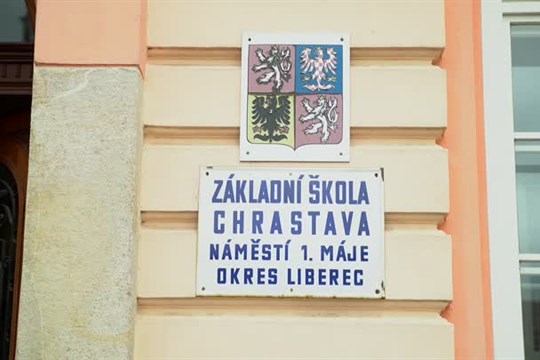 ZÁKLADNÍ ŠKOLA
CHRASTAVA
NÁMĚSTÍ 1. MÁJE
OKRES LIBEREC